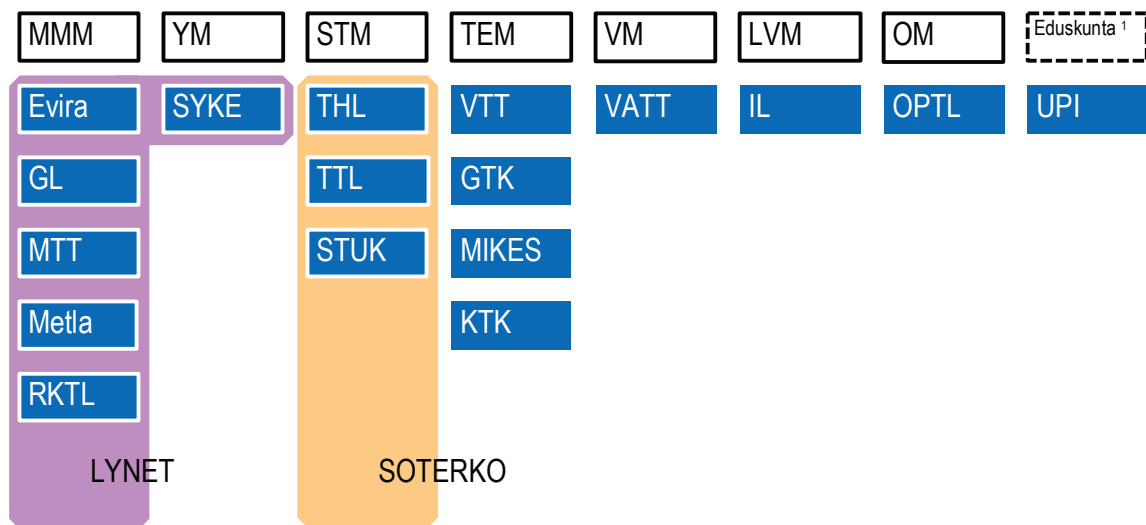 MMM YM STM TEM VM LVM OM Eduskunta ¹
Evira SYKE THL VTT VATT IL OPTL UPI
GL TTL GTK
MTT STUK MIKES
Metla KTK
RKTL
LYNET SOTERKO